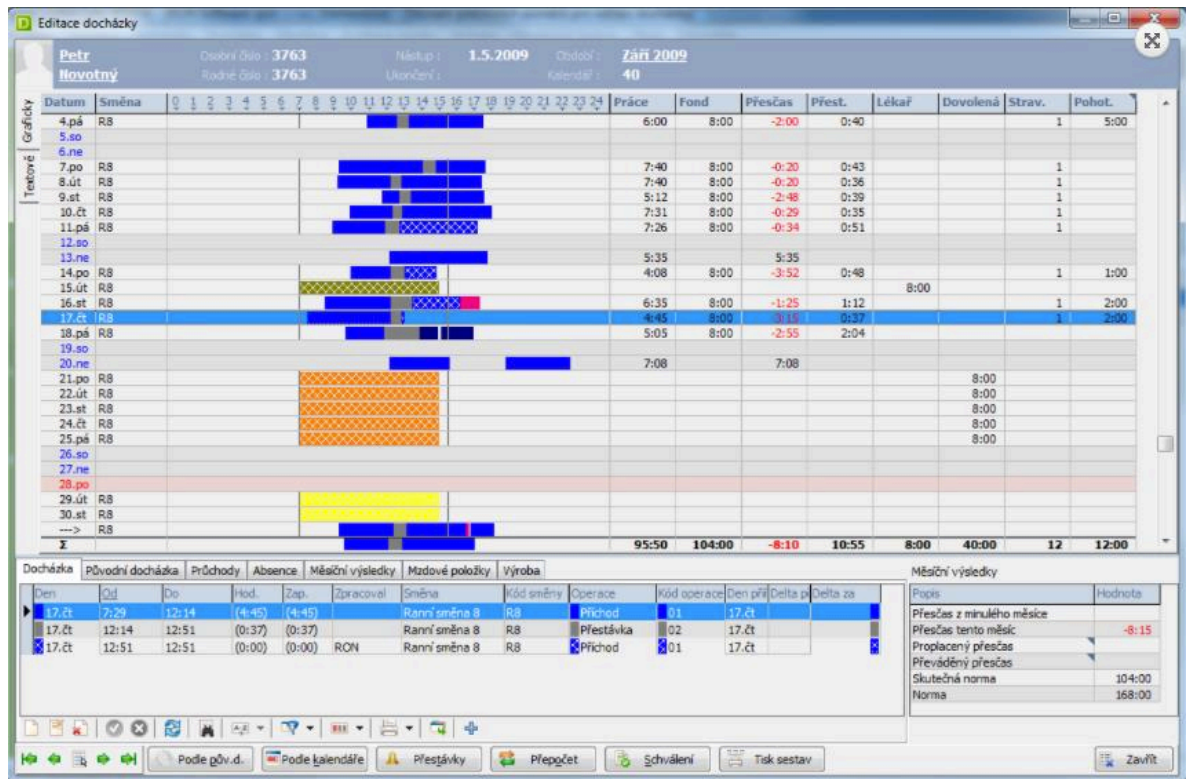 Editace docházky
Petr Osobní číslo : 3763 Nástup : 1.5.2009 Období : Září 2009
Novotný Rodné číslo : 3763 Ukončení : Kalendář : 40
Graficky
Textově
Datum Směna 0 1 2 3 4 5 6 7 8 9 10 11 12 13 14 15 16 17 18 19 20 21 22 23 24 Práce Fond Přesčas Přest. Lékař Dovolená Strav. Pohot.
4.pá R8 6:00 8:00 -2:00 0:40 1 5:00
5.so
6.ne
7.po R8 7:40 8:00 -0:20 0:43 1
8.út R8 7:40 8:00 -0:20 0:36 1
9.st R8 5:12 8:00 -2:48 0:39 1
10.čt R8 7:31 8:00 -0:29 0:35 1
11.pá R8 7:26 8:00 -0:34 0:51 1
12.so
13.ne 5:35 5:35
14.po R8 4:08 8:00 -3:52 0:48 1 1:00
15.út R8 8:00
16.st R8 6:35 8:00 -1:25 1:12 1 2:00
17.čt R8 4:45 8:00 -3:15 0:37 1 2:00
18.pá R8 5:05 8:00 -2:55 2:04
19.so
20.ne 7:08 7:08
21.po R8 8:00
22.út R8 8:00
23.st R8 8:00
24.čt R8 8:00
25.pá R8 8:00
26.so
27.ne
28.po
29.út R8
30.st R8
---> R8
Σ 95:50 104:00 -8:10 10:55 8:00 40:00 12 12:00
Docházka Původní docházka Průchody Absence Měsíční výsledky Mzdové položky Výroba
Den Od Do Hod. Zap. Zpracoval Směna Kód směny Operace Kód operace Den pří Delta p Delta za
17.čt 7:29 12:14 (4:45) (4:45) Ranní směna 8 R8 Příchod 01 17.čt
17.čt 12:14 12:51 (0:37) (0:37) Ranní směna 8 R8 Přestávka 02 17.čt
17.čt 12:51 12:51 (0:00) (0:00) RON Ranní směna 8 R8 Příchod 01 17.čt
Měsíční výsledky
Popis Hodnota
Přesčas z minulého měsíce
Přesčas tento měsíc -8:15
Proplacený přesčas
Převáděný přesčas
Skutečná norma 104:00
Norma 168:00
Podle pův.d. Podle kalendáře Přestávky Přepočet Schválení Tisk sestav Zavřít